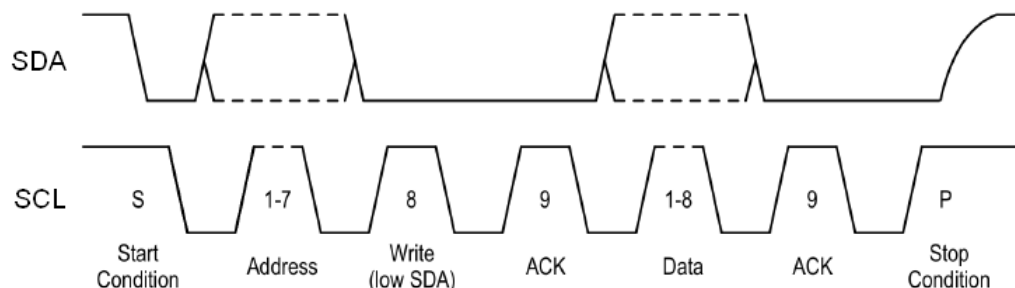 SDA
SCL
S
1-7
8
9
1-8
9
P
Start
Condition
Address
Write
(low SDA)
ACK
Data
ACK
Stop
Condition